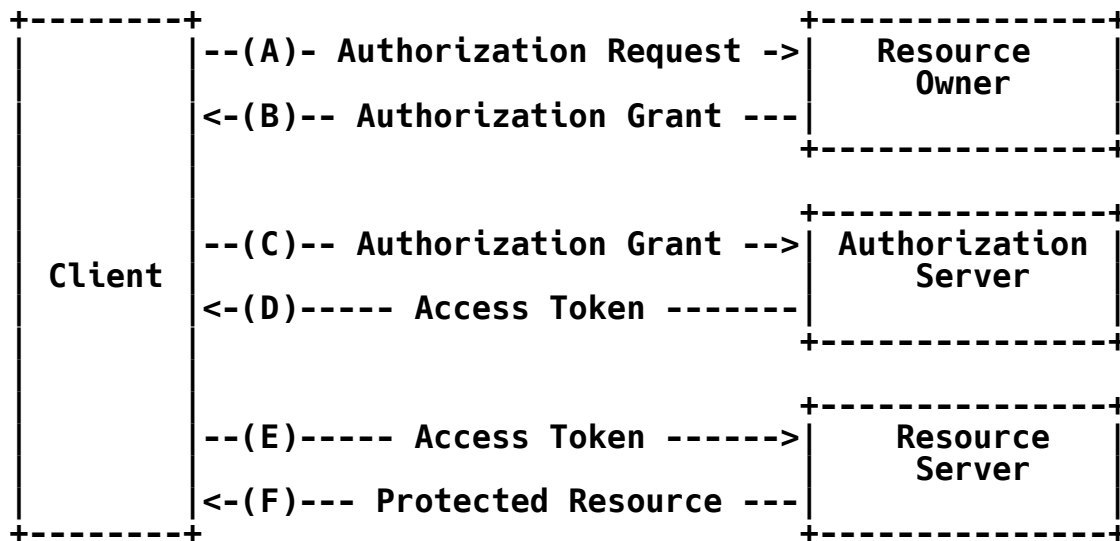 +--------+                               +---------------+
|        |--(A)- Authorization Request ->|   Resource    |
|        |                               |     Owner     |
|        |<-(B)-- Authorization Grant ---|               |
|        |                               +---------------+
|        |
|        |                               +---------------+
|        |--(C)-- Authorization Grant -->| Authorization |
| Client |                               |     Server    |
|        |<-(D)----- Access Token -------|               |
|        |                               +---------------+
|        |
|        |                               +---------------+
|        |--(E)----- Access Token ------>|    Resource   |
|        |                               |     Server    |
|        |<-(F)--- Protected Resource ---|               |
+--------+                               +---------------+